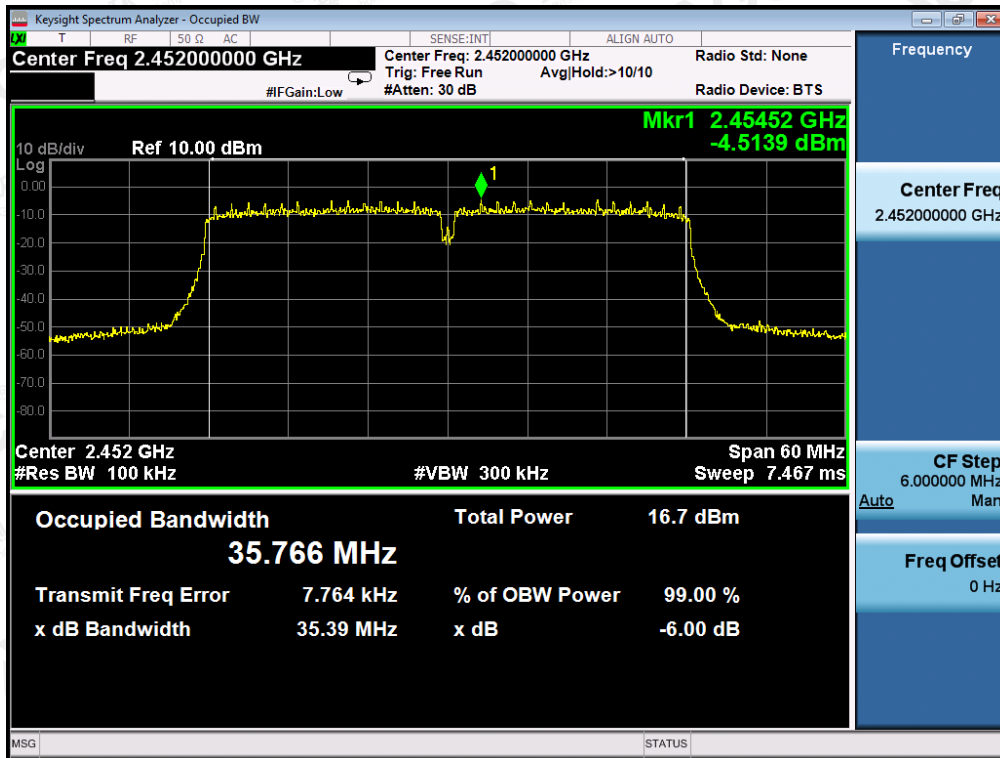 Keysight Spectrum Analyzer - Occupied BW
LXI T RF 50 Ω AC SENSE:INT ALIGN AUTO
Center Freq 2.452000000 GHz
Center Freq: 2.452000000 GHz Radio Std: None
Trig: Free Run Avg|Hold:>10/10
#IFGain:Low #Atten: 30 dB Radio Device: BTS
Mkr1 2.45452 GHz
-4.5139 dBm
10 dB/div Ref 10.00 dBm
Log
0.00
1
-10.0
-20.0
-30.0
-40.0
-50.0
-60.0
-70.0
-80.0
Center 2.452 GHz Span 60 MHz
#Res BW 100 kHz #VBW 300 kHz Sweep 7.467 ms
Occupied Bandwidth Total Power 16.7 dBm
35.766 MHz
Transmit Freq Error 7.764 kHz % of OBW Power 99.00 %
x dB Bandwidth 35.39 MHz x dB -6.00 dB
MSG STATUS
Frequency
Center Freq
2.452000000 GHz
CF Step
6.000000 MHz
Auto Man
Freq Offset
0 Hz